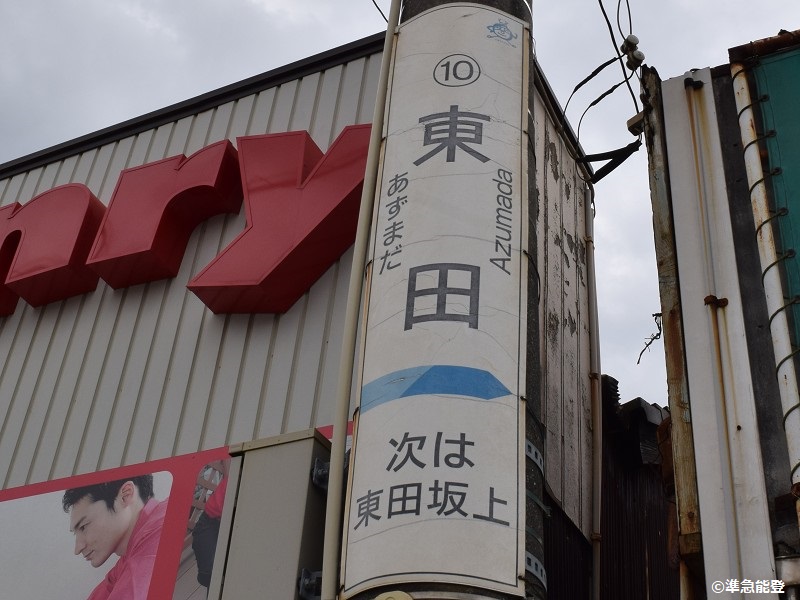 nry
⑩
東田
あずまだ
Azumada
次は
東田坂上
©準急能登